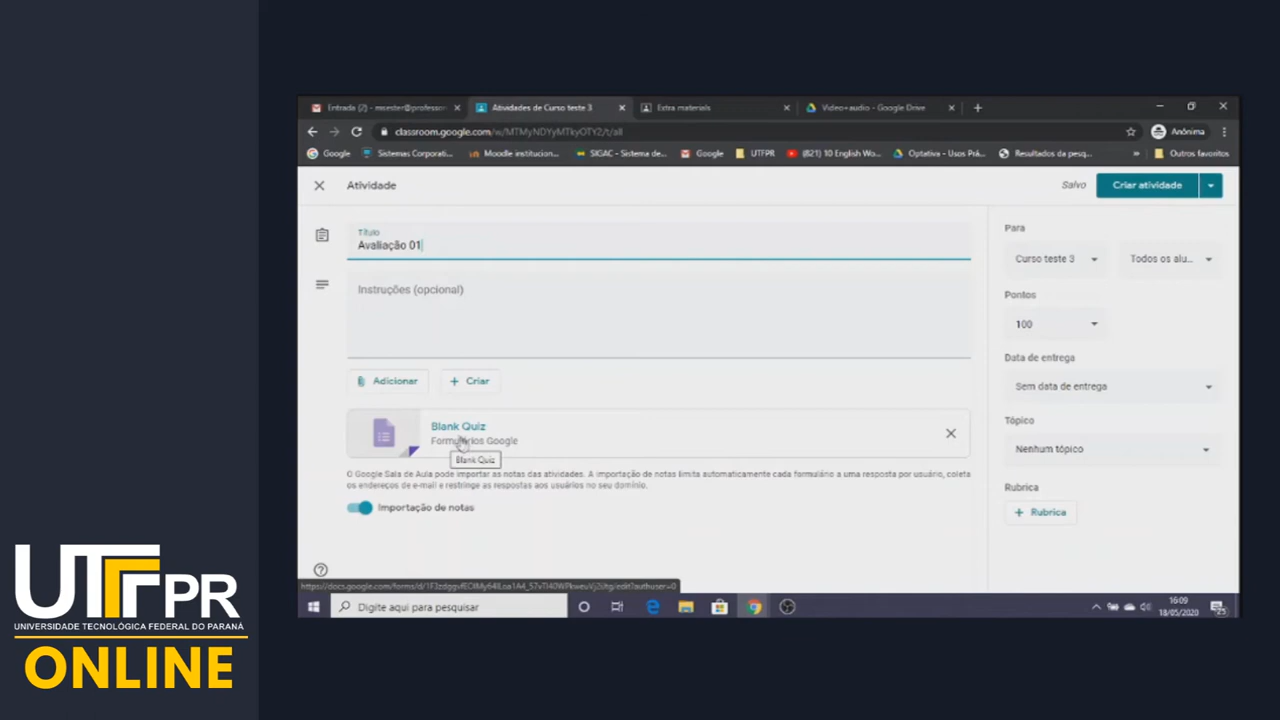 Entrada (2) -
Atividades de Curso teste 3
Extra materials
Video+audio - Google Drive
classroom.google.com/w/MTMyNDYyMTkyOTY2/t/all
Anônima
Google
Sistemas Corporati...
Moodle institucion...
SIGAC - Sistema de...
Google
UTFPR
(821) 10 English Wo...
Optativa - Usos Prá...
Resultados da pesq...
»
Outros favoritos
Atividade
Salvo
Criar atividade
Título
Avaliação 01
Instruções (opcional)
Adicionar
+ Criar
Blank Quiz
Formulários Google
Blank Quiz
O Google Sala de Aula pode importar as notas das atividades. A importação de notas limita automaticamente cada formulário a uma resposta por usuário, coleta
os endereços de e-mail e restringe as respostas aos usuários no seu domínio.
Importação de notas
Para
Curso teste 3
Todos os alu...
Pontos
100
Data de entrega
Sem data de entrega
Tópico
Nenhum tópico
Rubrica
+ Rubrica
Digite aqui para pesquisar
16:09
18/05/2020
UTFPR
UNIVERSIDADE TECNOLÓGICA FEDERAL DO PARANÁ
ONLINE